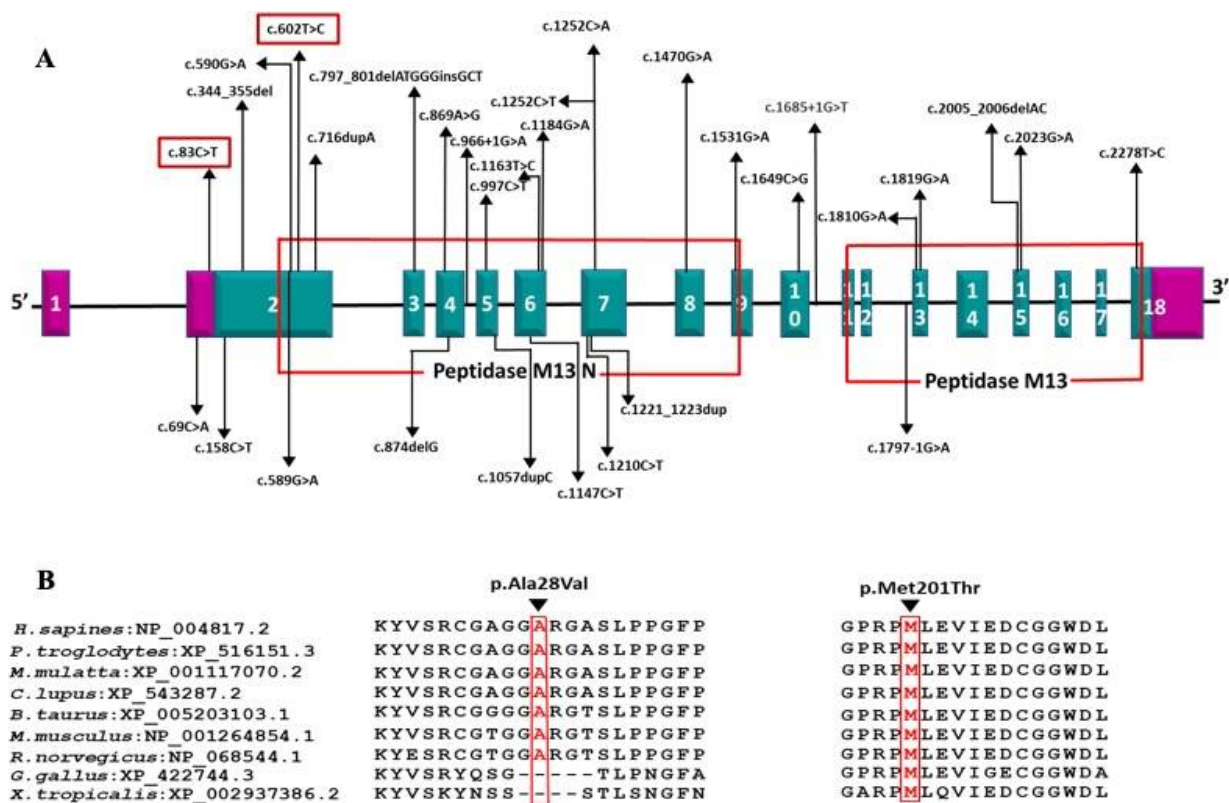 A
c.602T>C
c.1252C>A
c.590G>A
c.1470G>A
c.344_355del
c.797_801delATGGGinsGCT
c.1252C>T
c.1685+1G>T
c.2005_2006delAC
c.869A>G
c.1184G>A
c.716dupA
c.966+1G>A
c.1531G>A
c.2023G>A
c.83C>T
c.1163T>C
c.2278T>C
c.997C>T
c.1649C>G
c.1819G>A
c.1810G>A
5′ 1 2 3 4 5 6 7 8 9 10 11 12 13 14 15 16 17 18 3′
Peptidase M13 N
Peptidase M13
c.69C>A
c.158C>T
c.589G>A
c.874delG
c.1057dupC
c.1147C>T
c.1210C>T
c.1221_1223dup
c.1797-1G>A
B
p.Ala28Val p.Met201Thr
H.sapines:NP_004817.2 KYVSRCGAGGARGASLPPGFP GPRPMLEVIEDCGGWDL
P.troglodytes:XP_516151.3 KYVSRCGAGGARGASLPPGFP GPRPMLEVIEDCGGWDL
M.mulatta:XP_001117070.2 KYVSRCGAGGARGASLPPGFP GPRPMLEVIEDCGGWDL
C.lupus:XP_543287.2 KYVSRCGAGGARGASLPPGFP GPRPMLEVIEDCGGWDL
B.taurus:XP_005203103.1 KYVSRCGGGGARGTSLPPGFP GPRPMLEVIEDCGGWDL
M.musculus:NP_001264854.1 KYVSRCGTGGARGTSLPPGFP GPRPMLEVIEDCGGWDL
R.norvegicus:NP_068544.1 KYESRCGTGGARGTSLPPGFP GPRPMLEVIEDCGGWDL
G.gallus:XP_422744.3 KYVSRYQSG-----TLPNGFA GPRPMLEVIGECGGWDA
X.tropicalis:XP_002937386.2 KYVSKYNSS----STLSNGFN GARPMLQVIEDCGGWDL